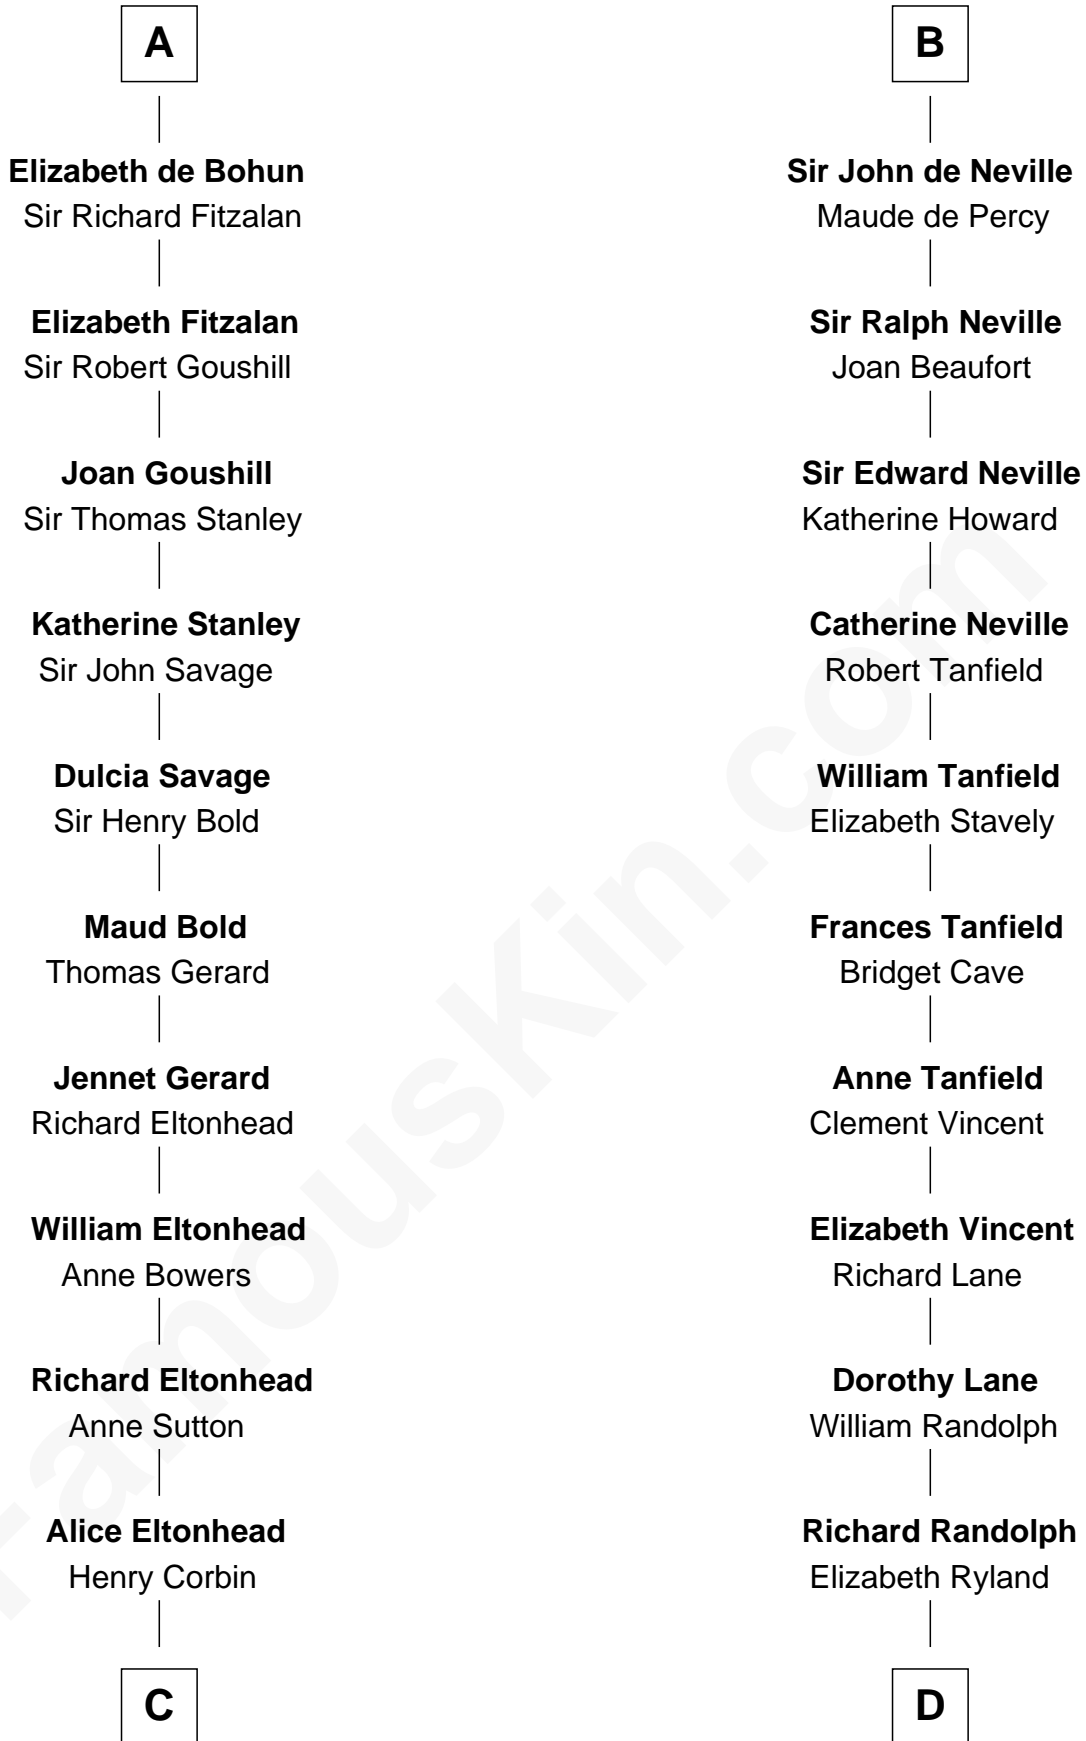 A
Elizabeth de Bohun
Sir Richard Fitzalan
Elizabeth Fitzalan
Sir Robert Goushill
Joan Goushill
Sir Thomas Stanley
Katherine Stanley
Sir John Savage
Dulcia Savage
Sir Henry Bold
Maud Bold
Thomas Gerard
Jennet Gerard
Richard Eltonhead
William Eltonhead
Anne Bowers
Richard Eltonhead
Anne Sutton
Alice Eltonhead
Henry Corbin
C
B
Sir John de Neville
Maude de Percy
Sir Ralph Neville
Joan Beaufort
Sir Edward Neville
Katherine Howard
Catherine Neville
Robert Tanfield
William Tanfield
Elizabeth Stavely
Frances Tanfield
Bridget Cave
Anne Tanfield
Clement Vincent
Elizabeth Vincent
Richard Lane
Dorothy Lane
William Randolph
Richard Randolph
Elizabeth Ryland
D
FamousKin.com